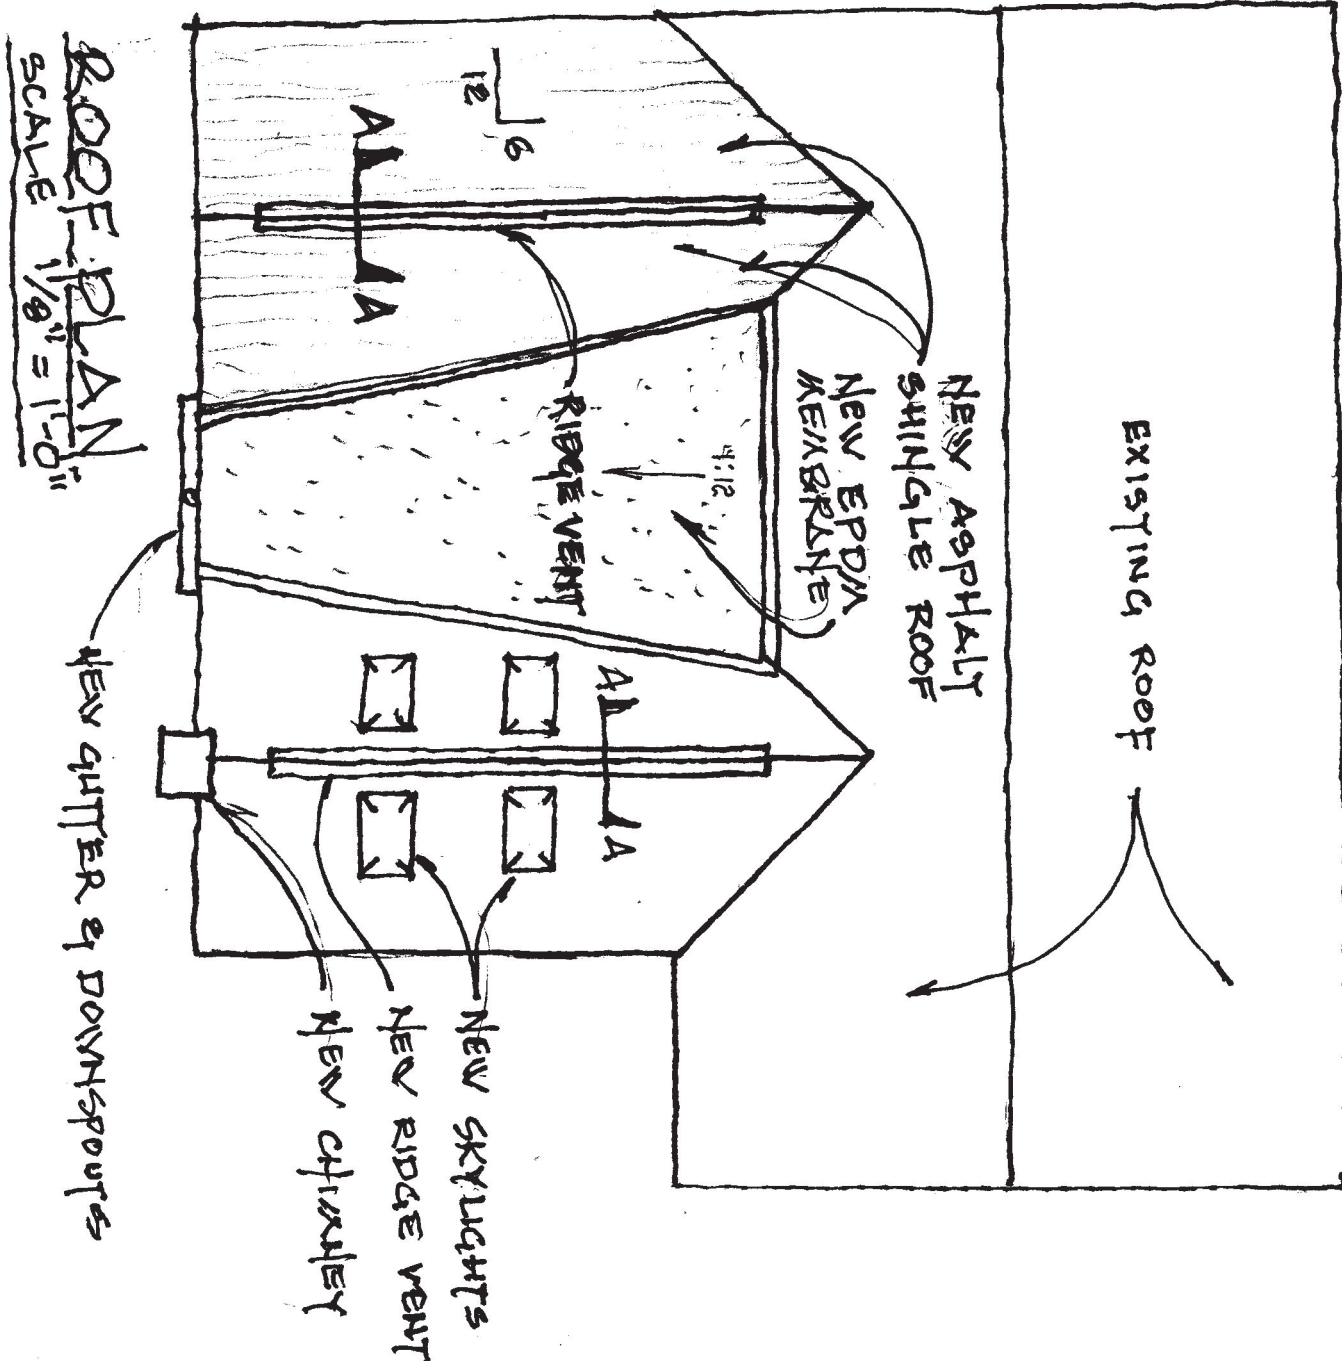 EXISTING ROOF
NEW ASPHALT
SHINGLE ROOF
NEW EPDM
MEMBRANE
4:12
6
12
RIDGE VENT
A A
A A
NEW SKYLIGHTS
NEW RIDGE VENT
NEW CHIMNEY
NEW GUTTER & DOWNSPOUTS
ROOF PLAN
SCALE 1/8" = 1'-0"